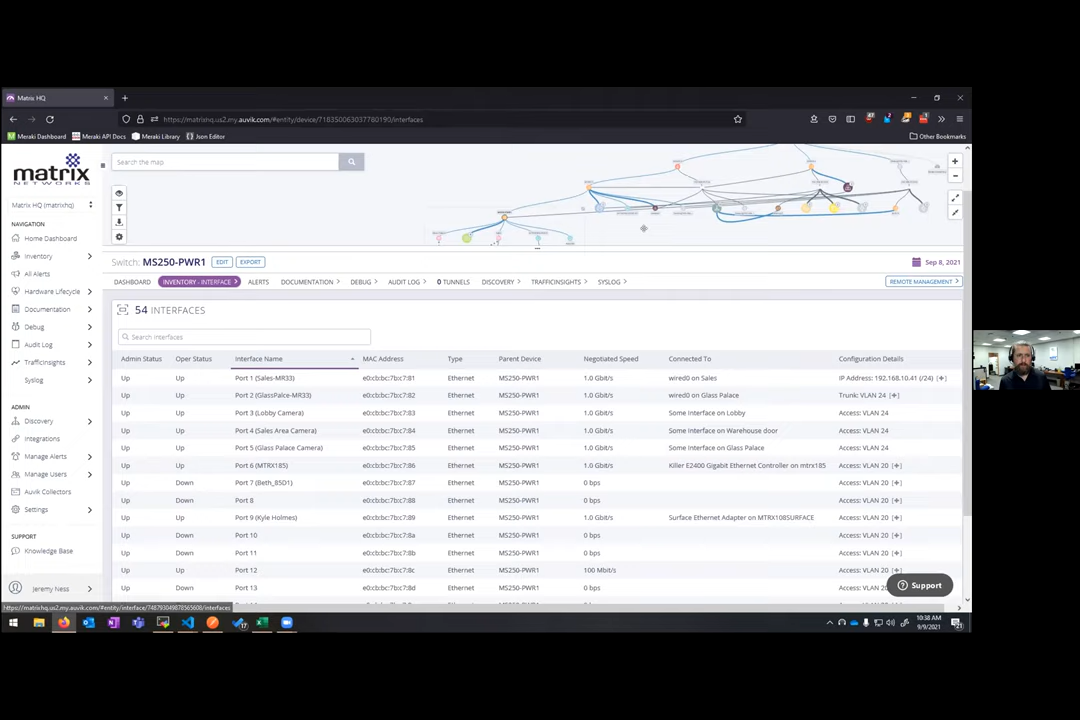 Matrix HQ
https://matrixhq.us2.my.auvik.com/#entity/device/718350063037780190/interfaces
Meraki Dashboard
Meraki API Docs
Meraki Library
Json Editor
Other Bookmarks
matrix
NETWORKS
Search the map
Matrix HQ (matrixhq)
NAVIGATION
Home Dashboard
Inventory
All Alerts
Hardware Lifecycle
Documentation
Debug
Audit Log
TrafficInsights
Syslog
ADMIN
Discovery
Integrations
Manage Alerts
Manage Users
Auvik Collectors
Settings
SUPPORT
Knowledge Base
Jeremy Ness
Switch: MS250-PWR1 EDIT EXPORT
Sep 8, 2021
DASHBOARD INVENTORY - INTERFACE ALERTS DOCUMENTATION DEBUG AUDIT LOG 0 TUNNELS DISCOVERY TRAFFICINSIGHTS SYSLOG REMOTE MANAGEMENT
54 INTERFACES
Search interfaces
Admin Status Oper Status Interface Name MAC Address Type Parent Device Negotiated Speed Connected To Configuration Details
Up Up Port 1 (Sales-MR33) e0:cb:bc:7b:c7:81 Ethernet MS250-PWR1 1.0 Gbit/s wired0 on Sales IP Address: 192.168.10.41 (/24) [+]
Up Up Port 2 (GlassPalce-MR33) e0:cb:bc:7b:c7:82 Ethernet MS250-PWR1 1.0 Gbit/s wired0 on Glass Palace Trunk: VLAN 24 [+]
Up Up Port 3 (Lobby Camera) e0:cb:bc:7b:c7:83 Ethernet MS250-PWR1 1.0 Gbit/s Some Interface on Lobby Access: VLAN 24
Up Up Port 4 (Sales Area Camera) e0:cb:bc:7b:c7:84 Ethernet MS250-PWR1 1.0 Gbit/s Some Interface on Warehouse door Access: VLAN 24
Up Up Port 5 (Glass Palace Camera) e0:cb:bc:7b:c7:85 Ethernet MS250-PWR1 1.0 Gbit/s Some Interface on Glass Palace Access: VLAN 24
Up Up Port 6 (MTRX185) e0:cb:bc:7b:c7:86 Ethernet MS250-PWR1 1.0 Gbit/s Killer E2400 Gigabit Ethernet Controller on mtrx185 Access: VLAN 20 [+]
Up Down Port 7 (Beth_85D1) e0:cb:bc:7b:c7:87 Ethernet MS250-PWR1 0 bps Access: VLAN 20 [+]
Up Down Port 8 e0:cb:bc:7b:c7:88 Ethernet MS250-PWR1 0 bps Access: VLAN 20 [+]
Up Up Port 9 (Kyle Holmes) e0:cb:bc:7b:c7:89 Ethernet MS250-PWR1 1.0 Gbit/s Surface Ethernet Adapter on MTRX108SURFACE Access: VLAN 20 [+]
Up Down Port 10 e0:cb:bc:7b:c7:8a Ethernet MS250-PWR1 0 bps Access: VLAN 20 [+]
Up Down Port 11 e0:cb:bc:7b:c7:8b Ethernet MS250-PWR1 0 bps Access: VLAN 20 [+]
Up Up Port 12 e0:cb:bc:7b:c7:8c Ethernet MS250-PWR1 100 Mbit/s Access: VLAN 20 [+]
Up Down Port 13 e0:cb:bc:7b:c7:8d Ethernet MS250-PWR1 0 bps Access: VLAN 20 [+]
Support
https://matrixhq.us2.my.auvik.com/#entity/interface/748793049878565608/interfaces
10:38 AM
9/9/2021